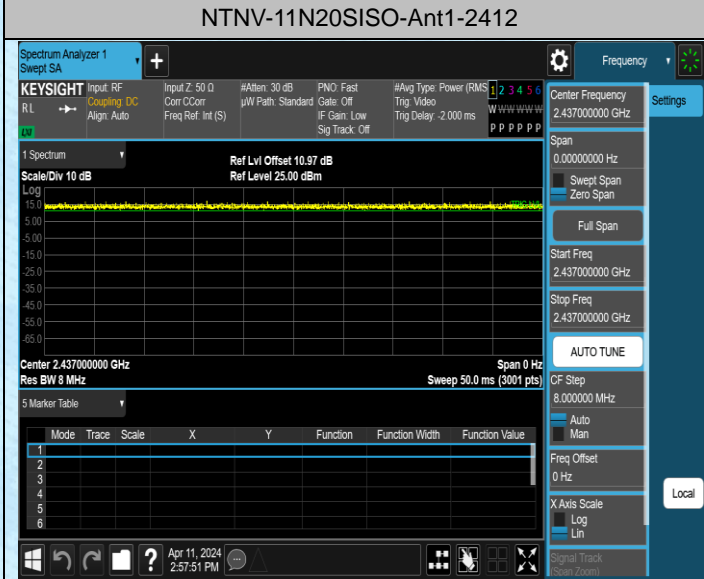 NTNV-11N20SISO-Ant1-2412
Spectrum Analyzer 1
Swept SA
Frequency
KEYSIGHT
RL
LXI
Input: RF
Coupling: DC
Align: Auto
Input Z: 50 Ω
Corr CCorr
Freq Ref: Int (S)
#Atten: 30 dB
µW Path: Standard
PNO: Fast
Gate: Off
IF Gain: Low
Sig Track: Off
#Avg Type: Power (RMS
Trig: Video
Trig Delay: -2.000 ms
1 2 3 4 5 6
W W W W W W
P P P P P P
Center Frequency
2.437000000 GHz
Settings
Span
0.00000000 Hz
Swept Span
Zero Span
Full Span
Start Freq
2.437000000 GHz
Stop Freq
2.437000000 GHz
AUTO TUNE
CF Step
8.000000 MHz
Auto
Man
Freq Offset
0 Hz
X Axis Scale
Log
Lin
Signal Track
(Span Zoom)
Local
1 Spectrum
Scale/Div 10 dB
Ref Lvl Offset 10.97 dB
Ref Level 25.00 dBm
Log
15.0
5.00
-5.00
-15.0
-25.0
-35.0
-45.0
-55.0
-65.0
Center 2.437000000 GHz
Span 0 Hz
Res BW 8 MHz
Sweep 50.0 ms (3001 pts)
5 Marker Table
Mode Trace Scale X Y Function Function Width Function Value
1
2
3
4
5
6
?
Apr 11, 2024
2:57:51 PM